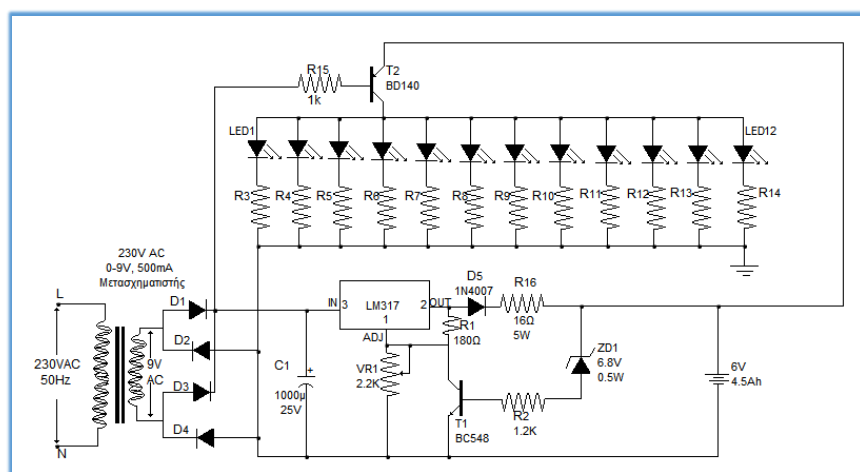 R15
1k
T2
BD140
LED1
LED12
R3
R4
R5
R6
R7
R8
R9
R10
R11
R12
R13
R14
230V AC
0-9V, 500mA
Μετασχηματιστής
L
230VAC
50Hz
N
9V
AC
D1
D2
D3
D4
C1
+
1000μ
25V
IN
3
LM317
1
2
OUT
ADJ
D5
1N4007
R16
16Ω
5W
R1
180Ω
VR1
2.2K
T1
BC548
R2
1.2K
ZD1
6.8V
0.5W
6V
4.5Ah